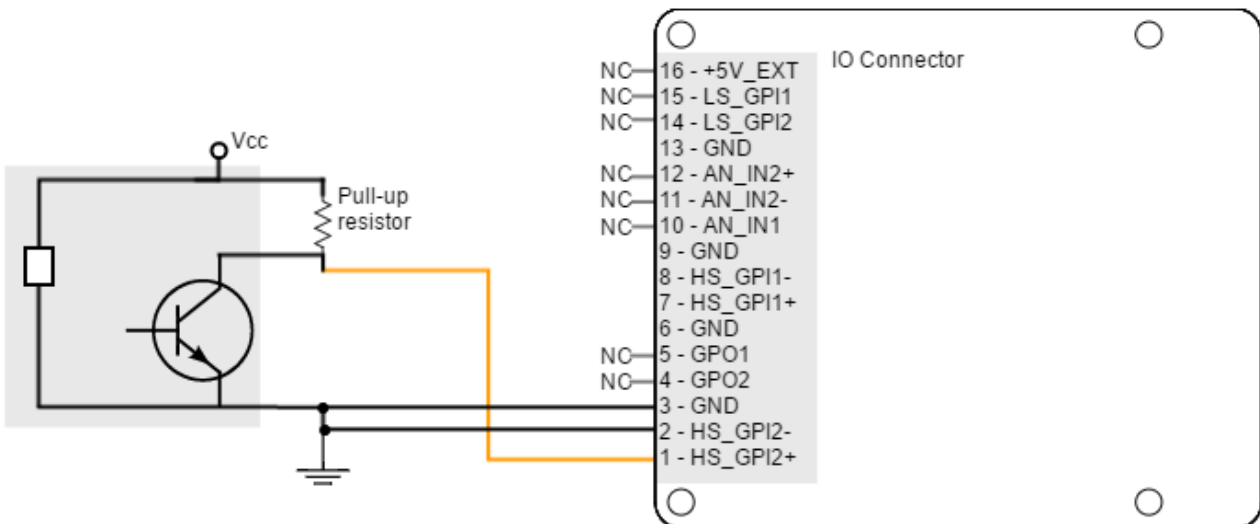 IO Connector
NC 16 - +5V_EXT
NC 15 - LS_GPI1
NC 14 - LS_GPI2
13 - GND
NC 12 - AN_IN2+
NC 11 - AN_IN2-
NC 10 - AN_IN1
9 - GND
8 - HS_GPI1-
7 - HS_GPI1+
6 - GND
NC 5 - GPO1
NC 4 - GPO2
3 - GND
2 - HS_GPI2-
1 - HS_GPI2+
Vcc
Pull-up
resistor